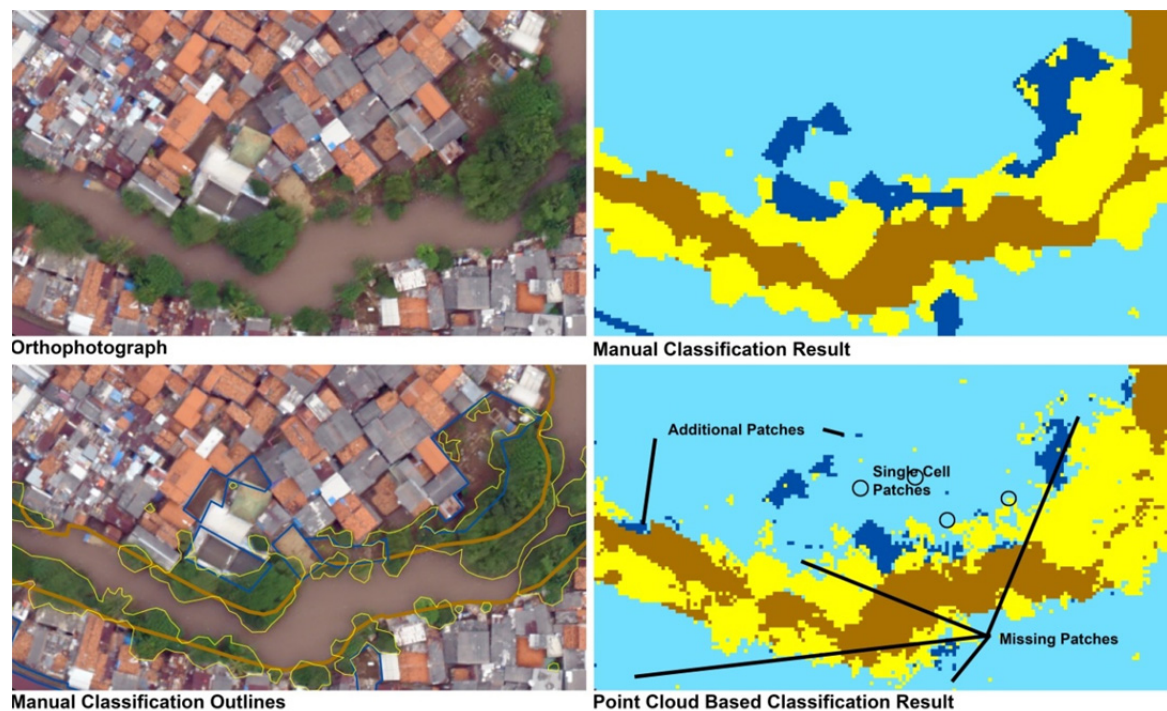 Orthophotograph
Manual Classification Result
Additional Patches
Single Cell
Patches
Missing Patches
Manual Classification Outlines
Point Cloud Based Classification Result